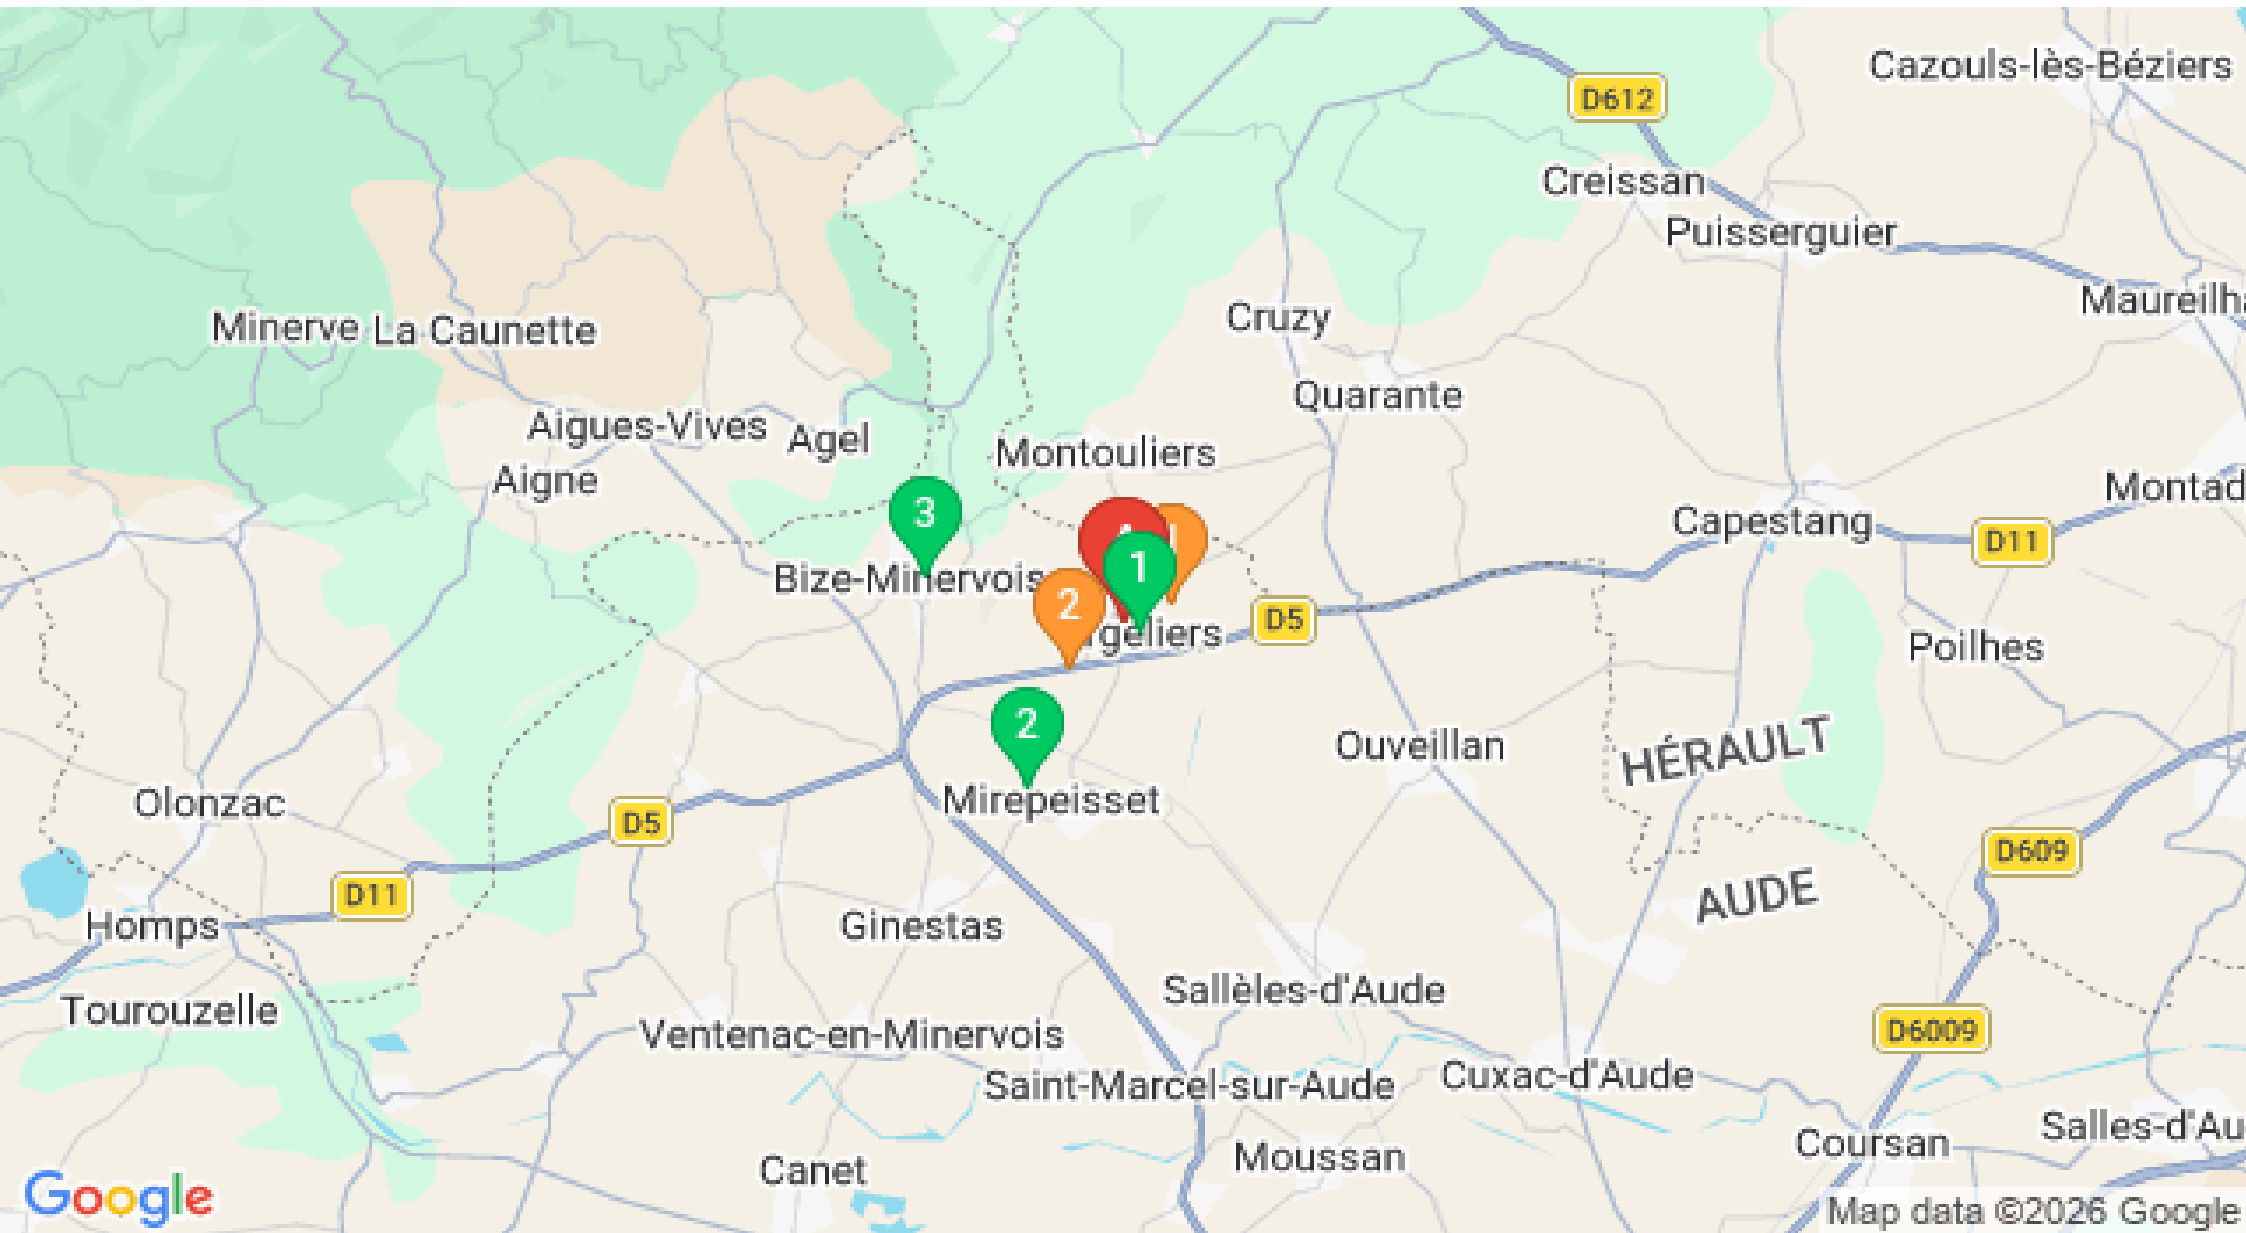 Cazouls-lès-Béziers
D612
Creissan
Puisserguier
Maureilha
Minerve
La Caunette
Cruzy
Quarante
Aigues-Vives
Agel
Montouliers
Aigne
Montad
3
Capestang
D11
1
Bize-Minervois
2
rgeliers
D5
Poilhes
2
Ouveillan
HÉRAULT
Olonzac
Mirepeisset
D5
D609
D11
AUDE
Homps
Ginestas
Sallèles-d'Aude
Tourouzelle
D6009
Ventenac-en-Minervois
Saint-Marcel-sur-Aude
Cuxac-d'Aude
Salles-d'Au
Coursan
Moussan
Canet
Google
Map data ©2026 Google